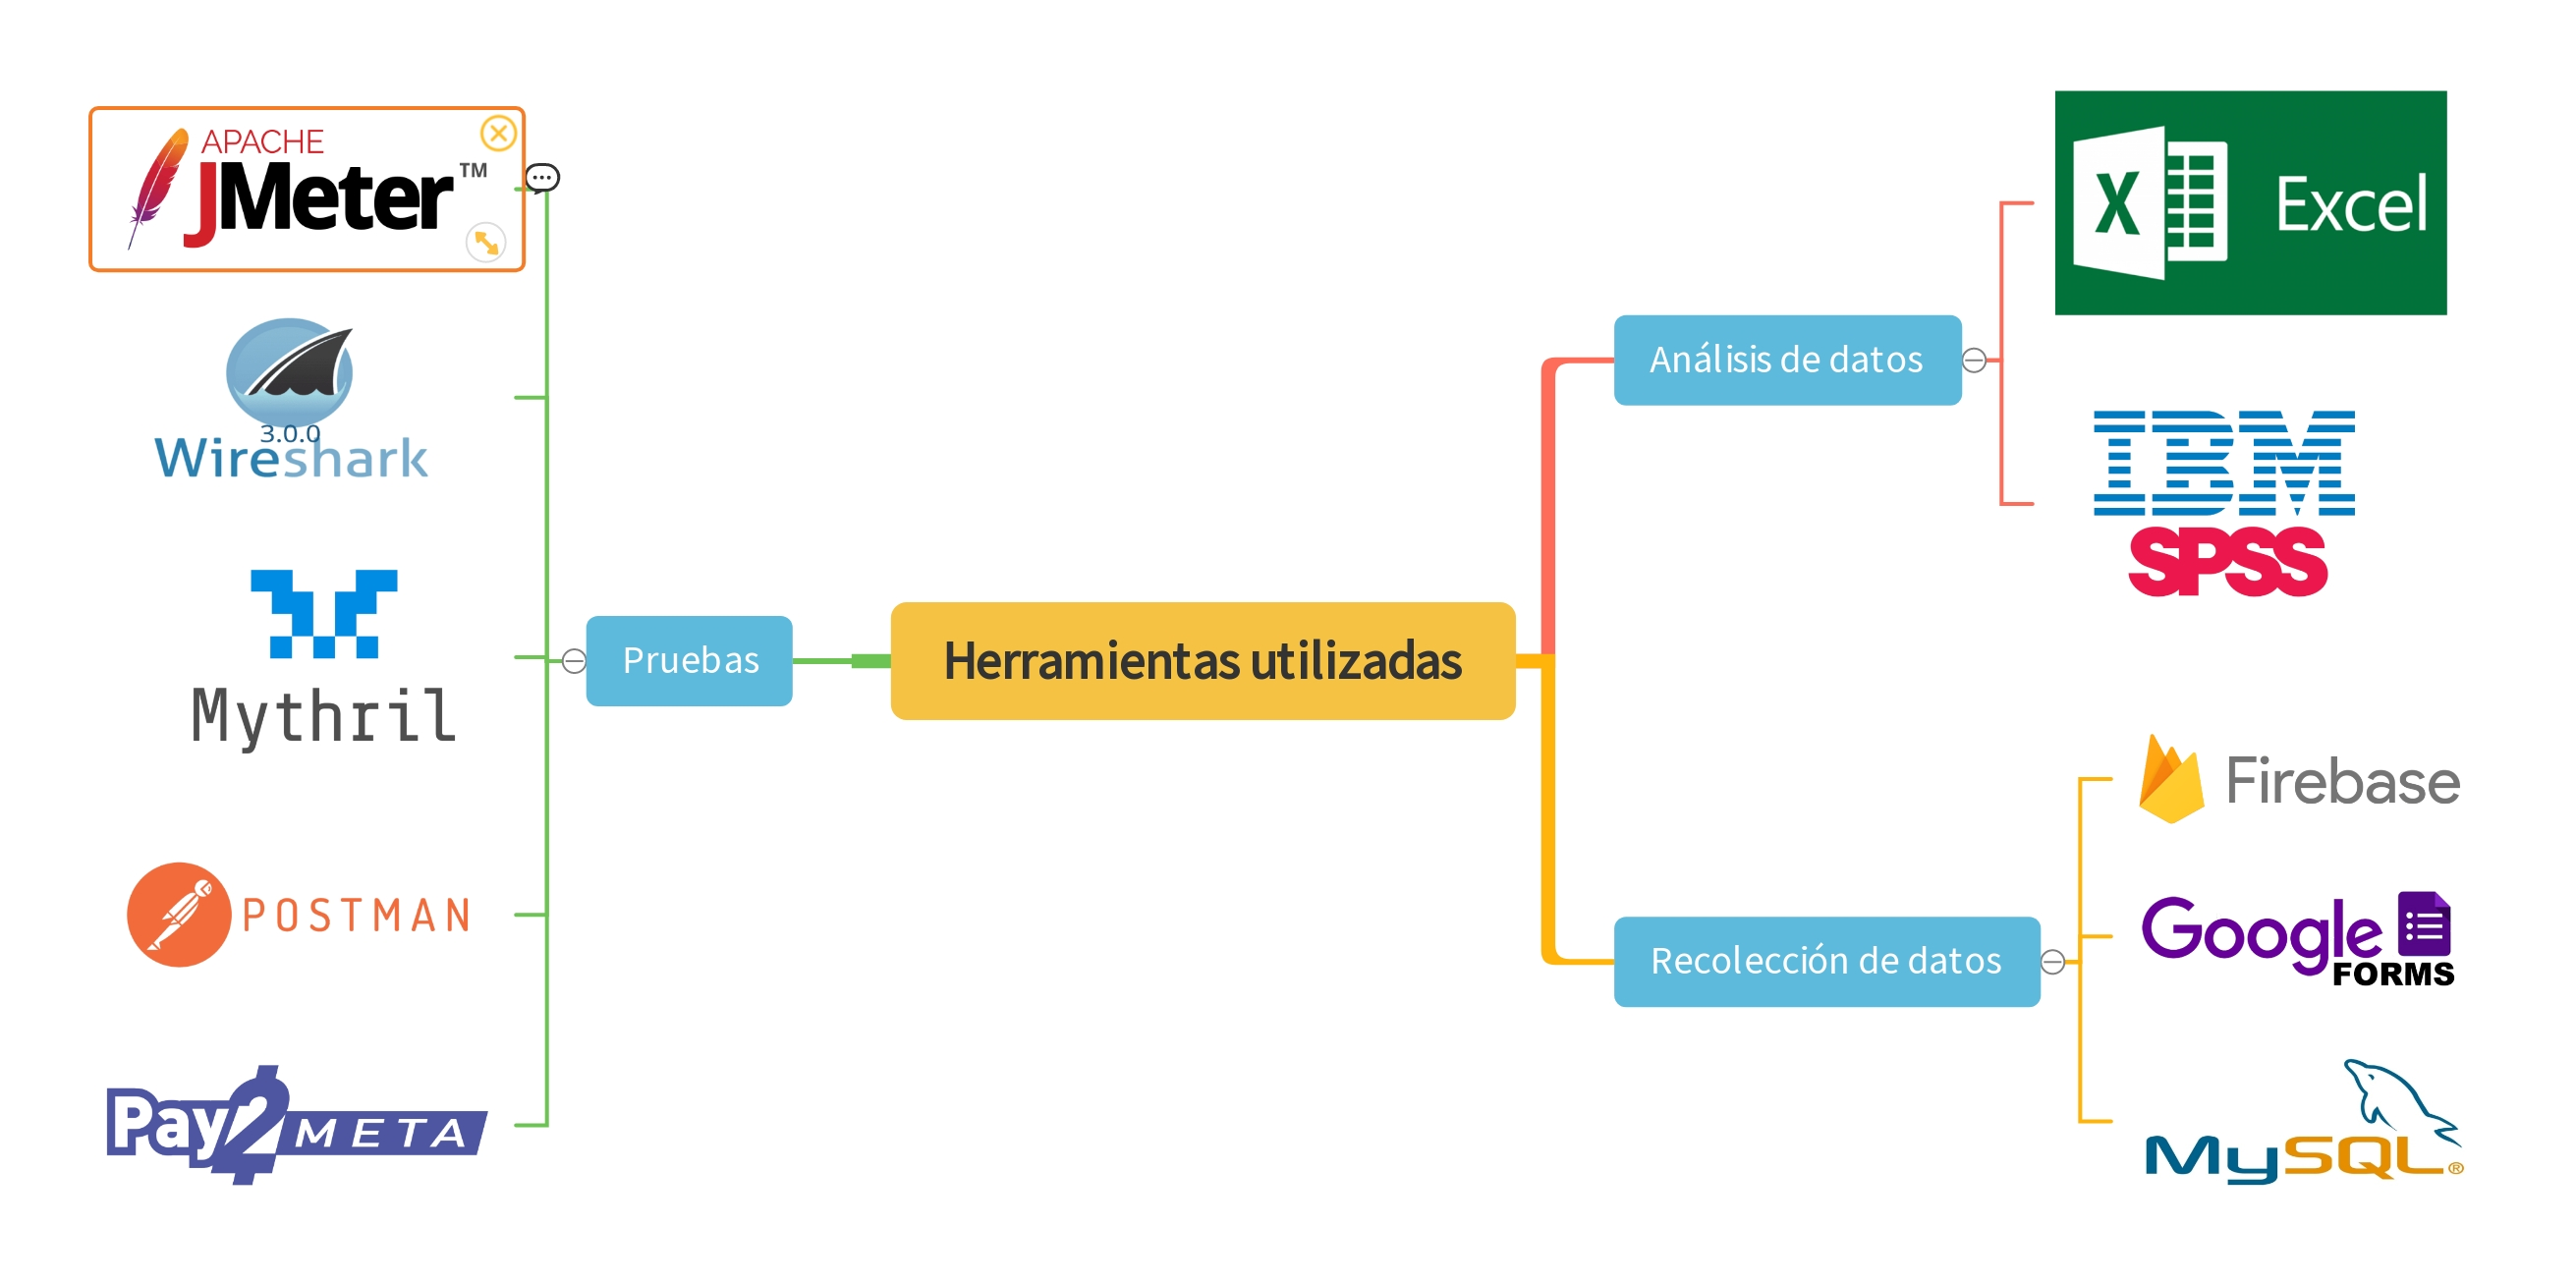 APACHE
JMeter™
3.0.0
Wireshark
Mythril
POSTMAN
Pay2META
Pruebas
Herramientas utilizadas
Análisis de datos
X Excel
IBM
SPSS
Recolección de datos
Firebase
Google
FORMS
MySQL®